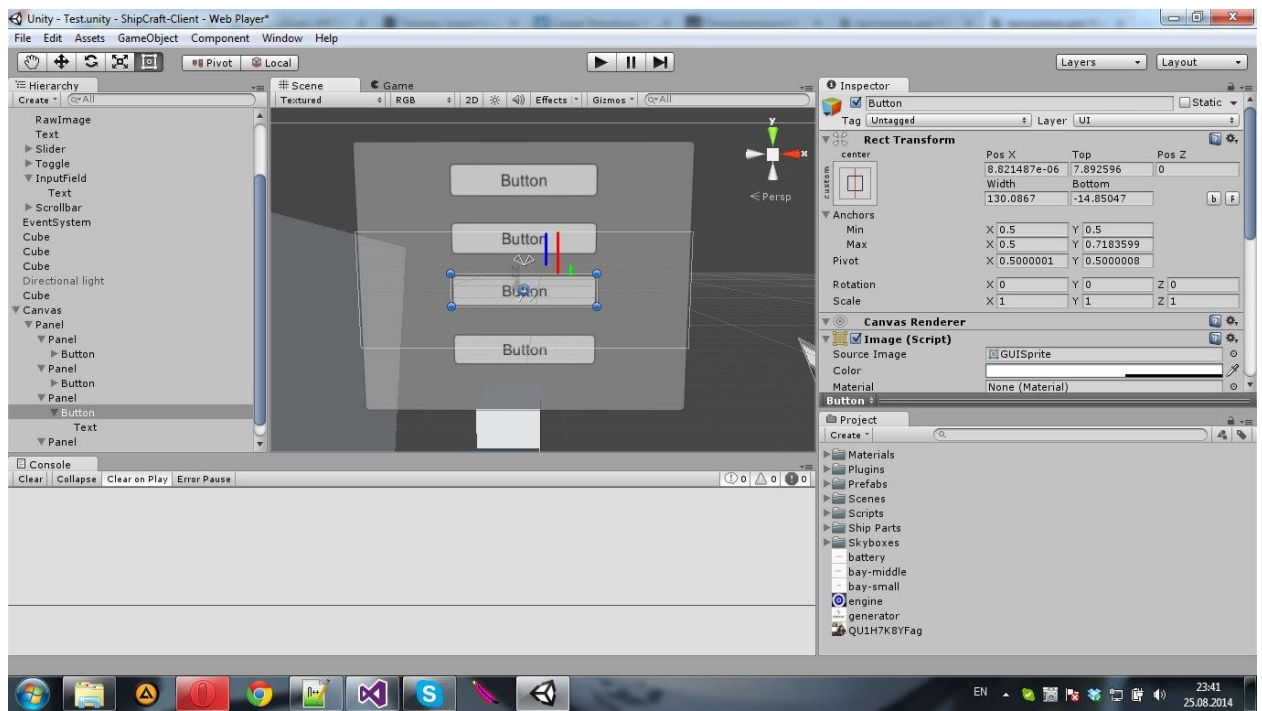 Unity - Test.unity - ShipCraft-Client - Web Player*
File Edit Assets GameObject Component Window Help
Pivot Local Layers Layout
Hierarchy
Create All
RawImage
Text
Slider
Toggle
InputField
Text
Scrollbar
EventSystem
Cube
Cube
Cube
Directional light
Cube
Canvas
Panel
Panel
Button
Panel
Button
Panel
Button
Text
Panel
Scene Game
Textured RGB 2D Effects Gizmos All
y
x
Persp
Button
Button
Button
Button
Inspector
Button Static
Tag Untagged Layer UI
Rect Transform
center Pos X Top Pos Z
custom
8.821487e-06 7.892596 0
Width Bottom
130.0867 -14.85047
Anchors
Min X 0.5 Y 0.5
Max X 0.5 Y 0.7183599
Pivot X 0.5000001 Y 0.5000008
Rotation X 0 Y 0 Z 0
Scale X 1 Y 1 Z 1
Canvas Renderer
Image (Script)
Source Image GUISprite
Color
Material None (Material)
Button
Project
Create
Materials
Plugins
Prefabs
Scenes
Scripts
Ship Parts
Skyboxes
battery
bay-middle
bay-small
engine
generator
QU1H7K8YFag
Console
Clear Collapse Clear on Play Error Pause 0 0 0
EN 23:41
25.08.2014